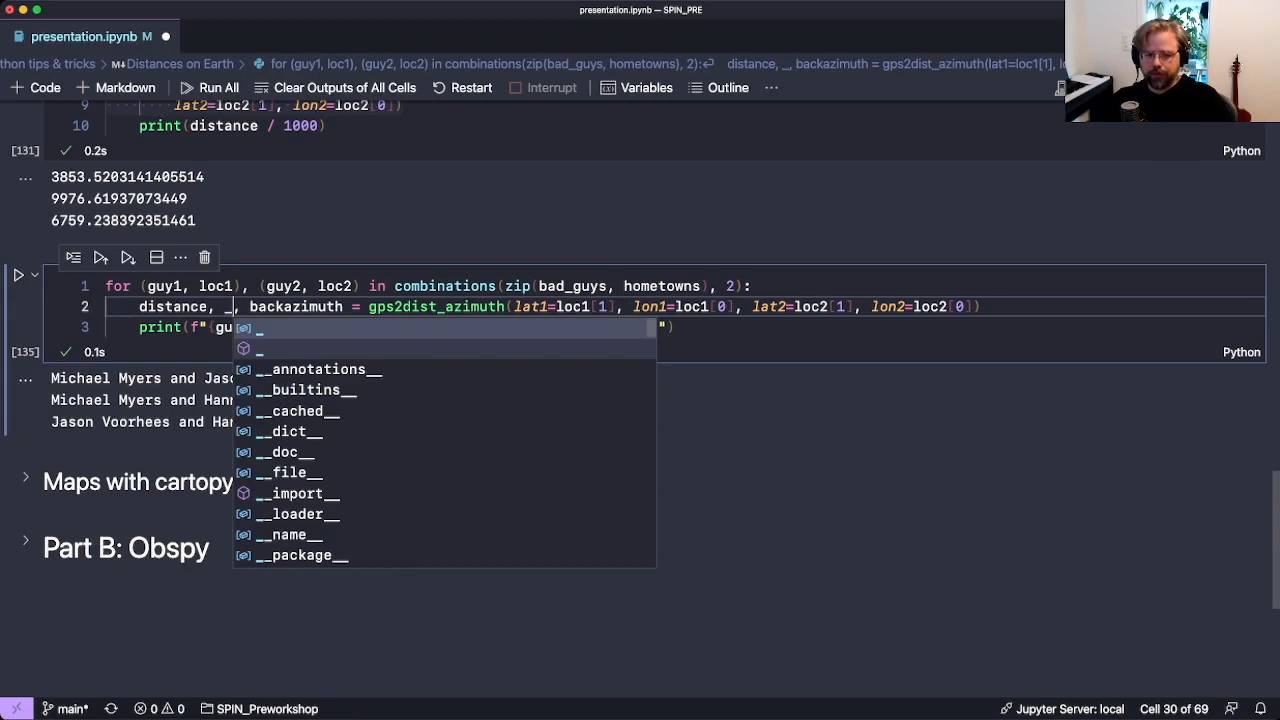 presentation.ipynb — SPIN_PRE
presentation.ipynb M
thon tips & tricks > M↓Distances on Earth > for (guy1, loc1), (guy2, loc2) in combinations(zip(bad_guys, hometowns), 2):↵ distance, _, backazimuth = gps2dist_azimuth(lat1=loc1[1], lo
+ Code + Markdown Run All Clear Outputs of All Cells Restart Interrupt Variables Outline ...
9 lat2=loc2[1], lon2=loc2[0])
10 print(distance / 1000)
[131] ✓ 0.2s Python
... 3853.5203141405514
9976.61937073449
6759.238392351461
1 for (guy1, loc1), (guy2, loc2) in combinations(zip(bad_guys, hometowns), 2):
2 distance, _, backazimuth = gps2dist_azimuth(lat1=loc1[1], lon1=loc1[0], lat2=loc2[1], lon2=loc2[0])
3 print(f"{gu ")
_
_
__annotations__
__builtins__
__cached__
__dict__
__doc__
__file__
__import__
__loader__
__name__
__package__
[135] ✓ 0.1s Python
... Michael Myers and Jaso
Michael Myers and Hann
Jason Voorhees and Han
> Maps with cartopy
> Part B: Obspy
main* 0 0 SPIN_Preworkshop Jupyter Server: local Cell 30 of 69